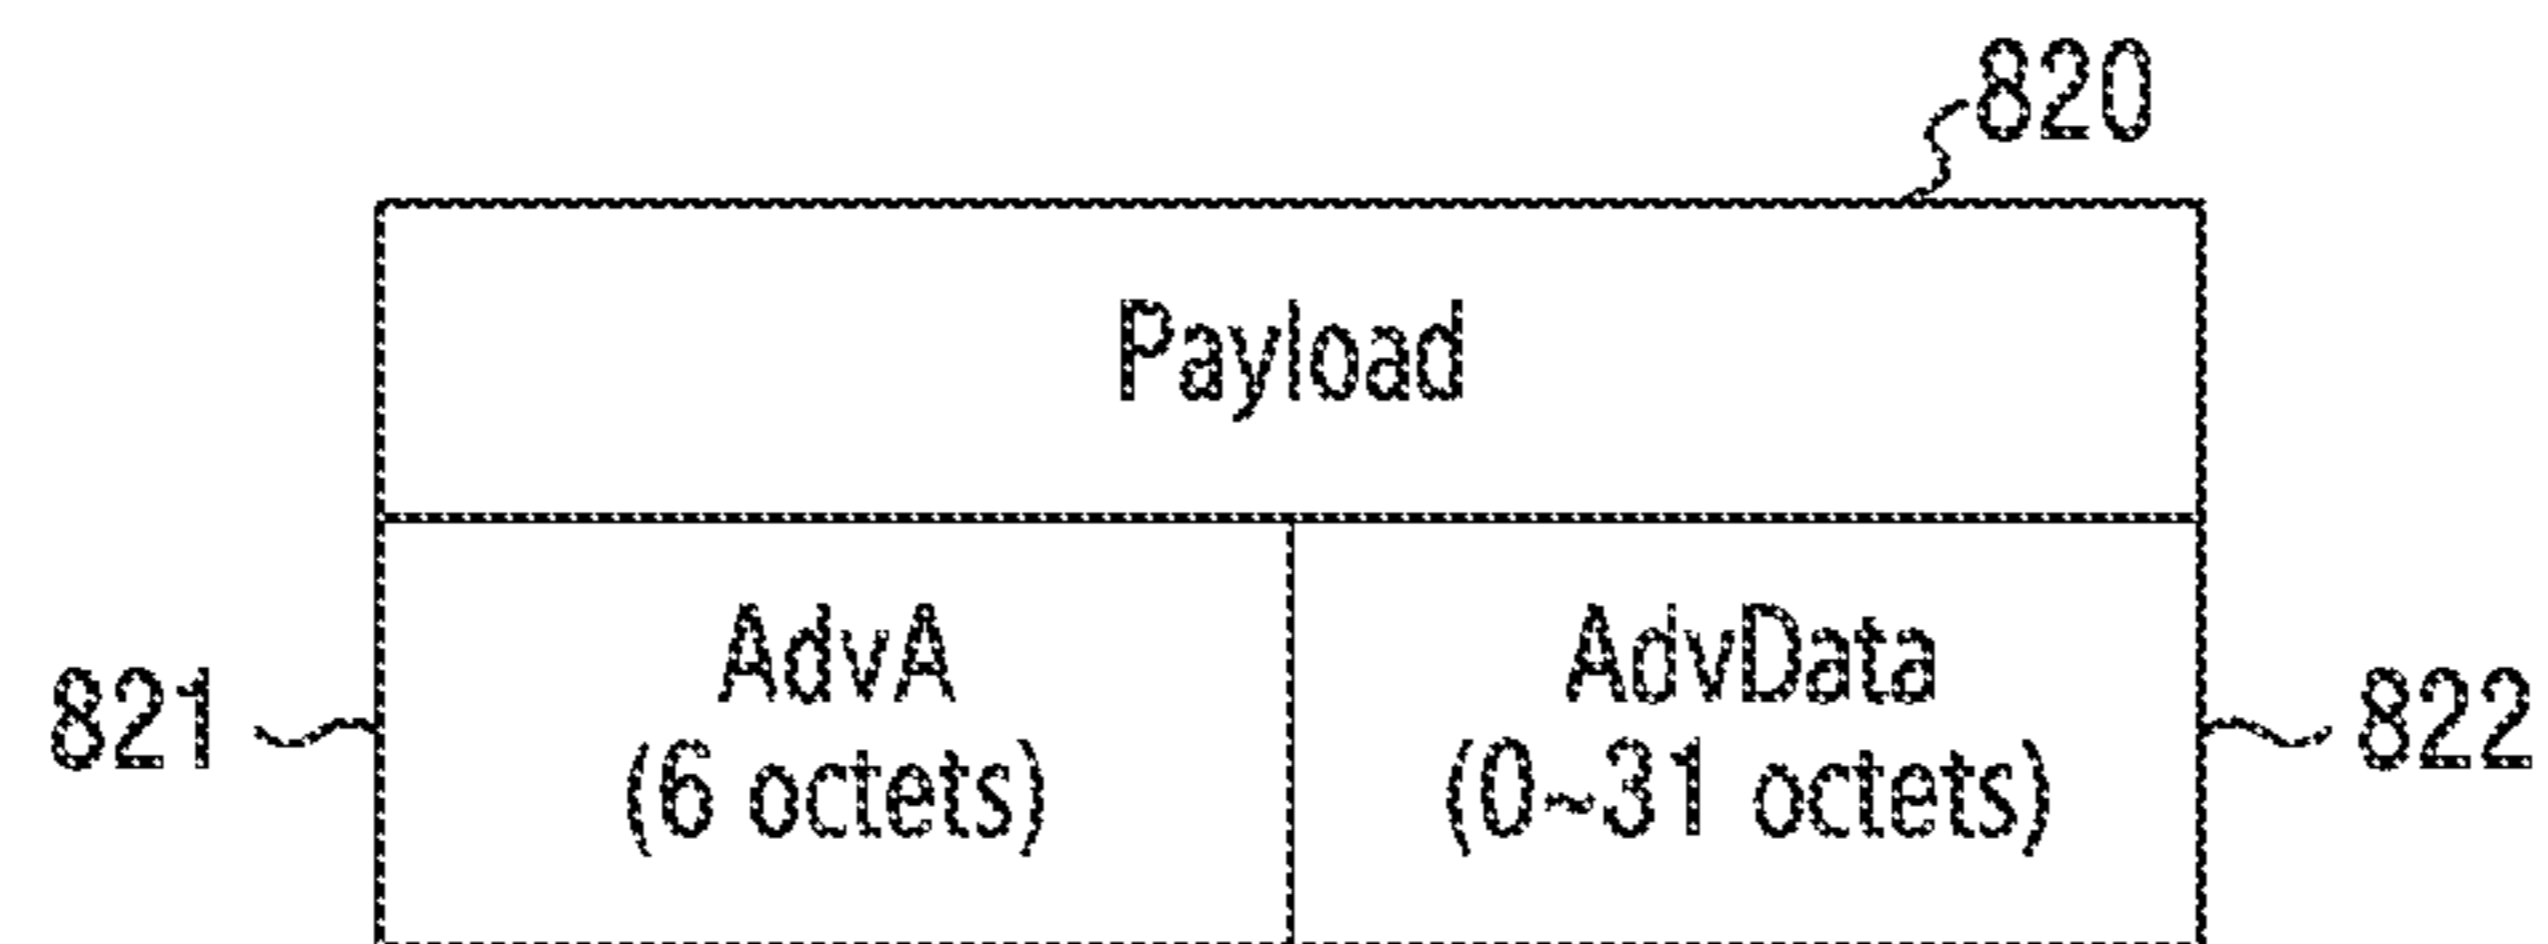 820
Payload
AdvA
(6 octets)
AdvData
(0~31 octets)
821
822